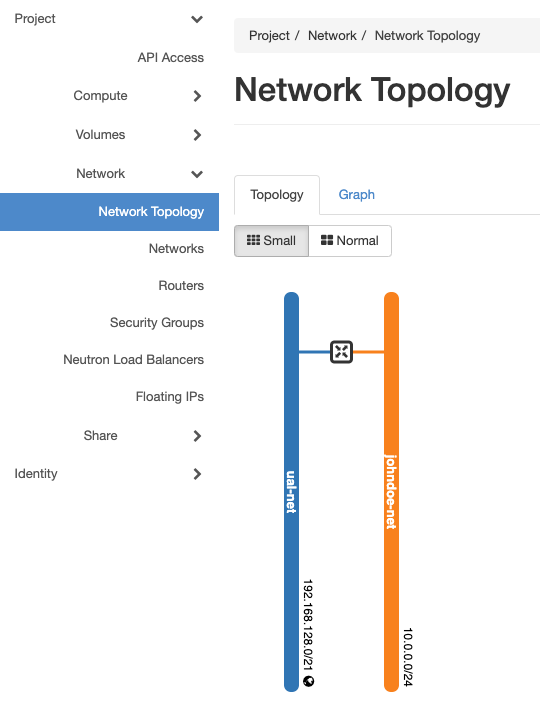 Project
API Access
Compute
Volumes
Network
Network Topology
Networks
Routers
Security Groups
Neutron Load Balancers
Floating IPs
Share
Identity
Project / Network / Network Topology
Network Topology
Topology Graph
Small Normal
ual-net
192.168.128.0/21
johndoe-net
10.0.0.0/24